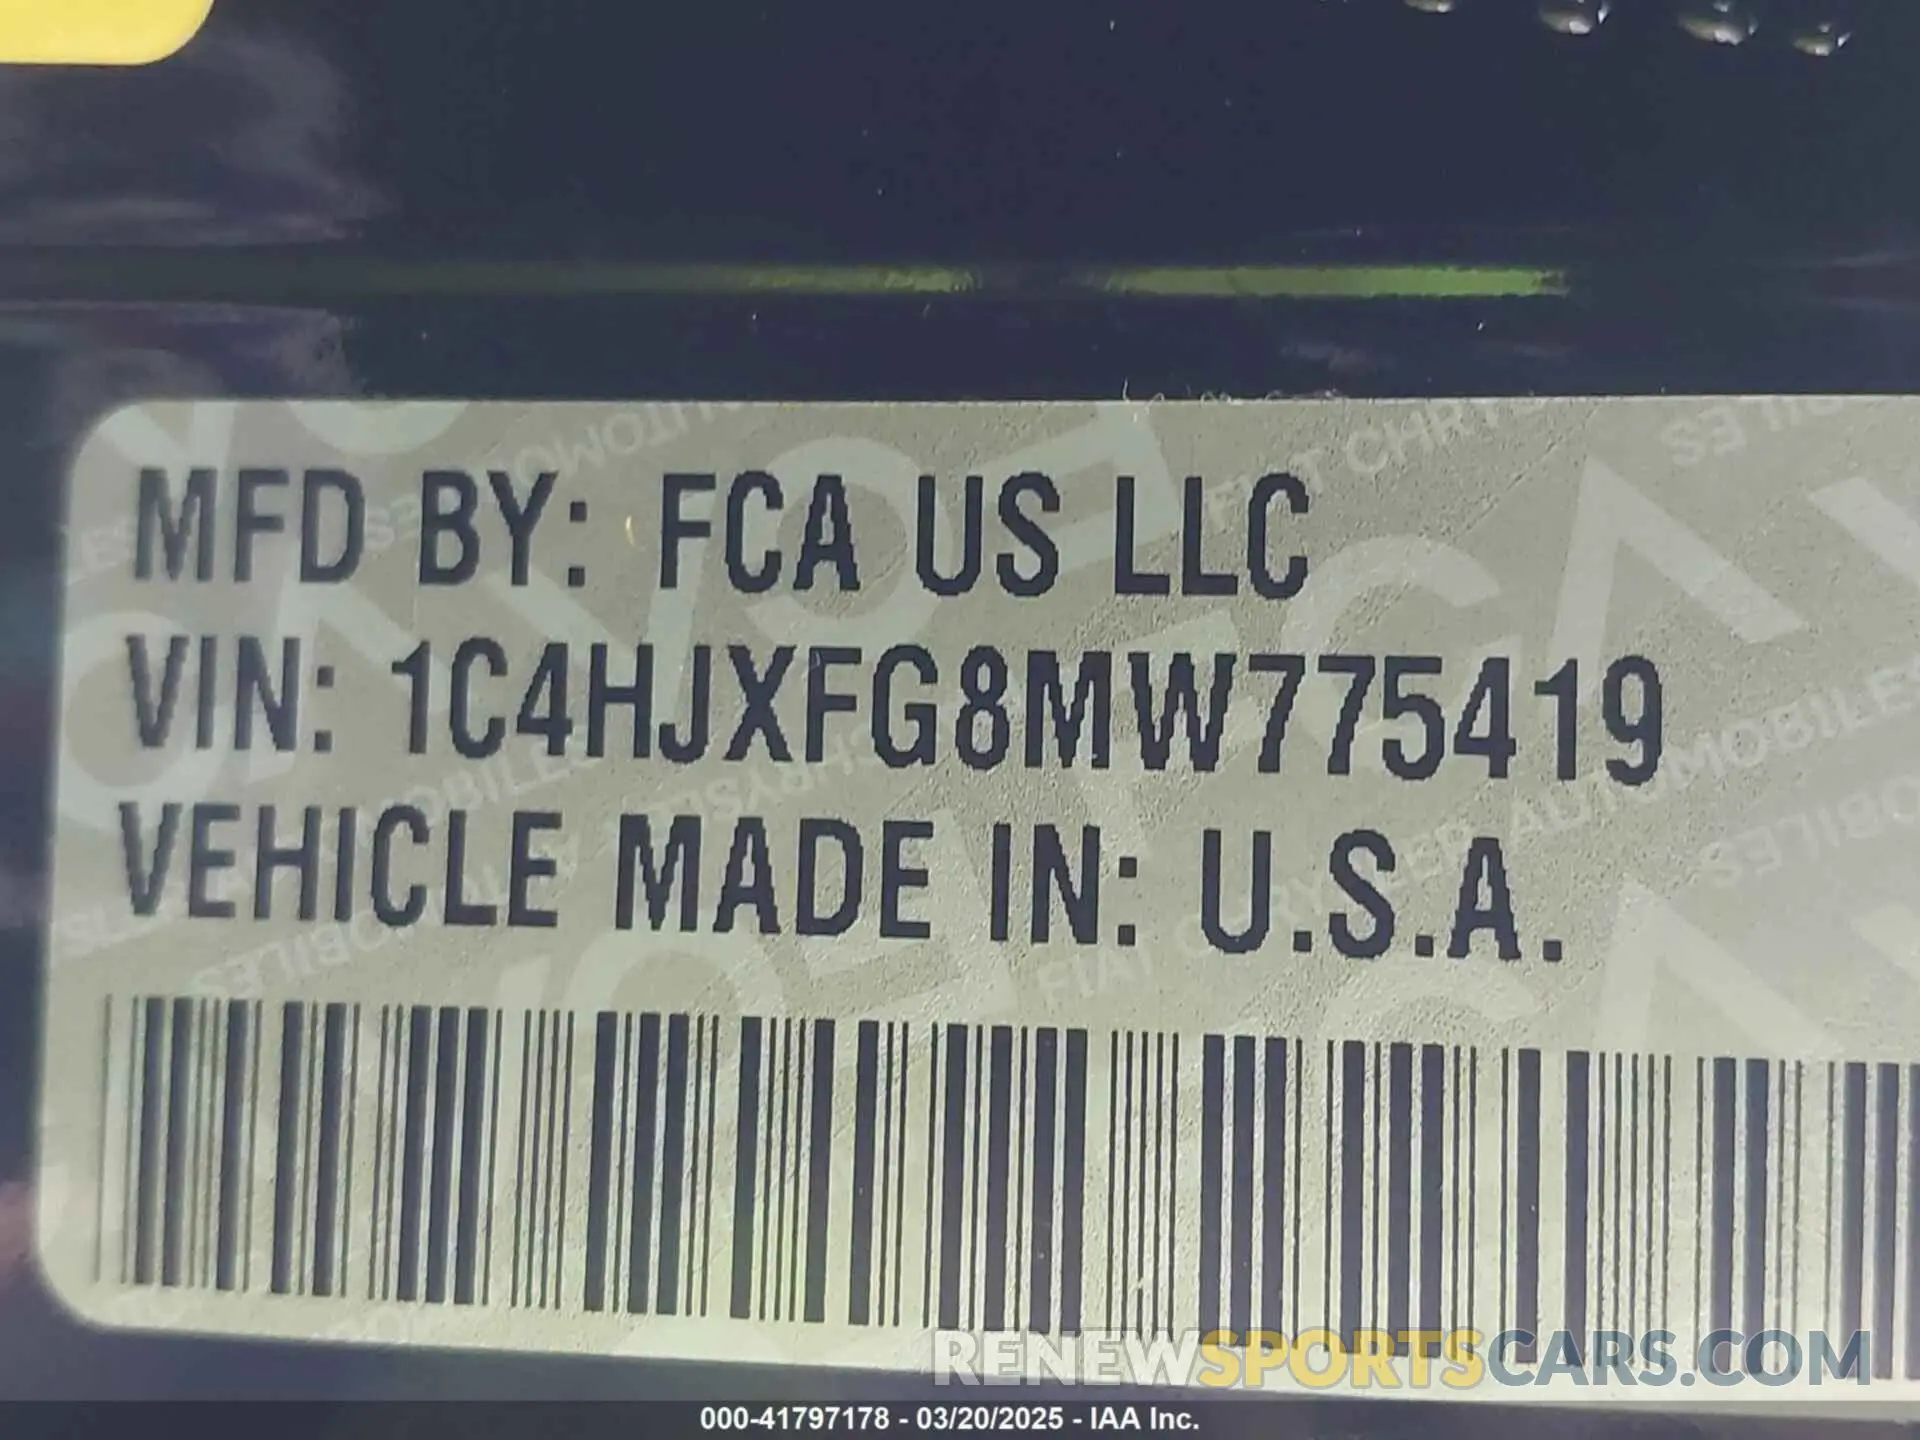 MFD BY: FCA US LLC
VIN: 1C4HJXFG8MW775419
VEHICLE MADE IN: U.S.A.
RENEWSPORTSCARS.COM
000-41797178 - 03/20/2025 - IAA Inc.